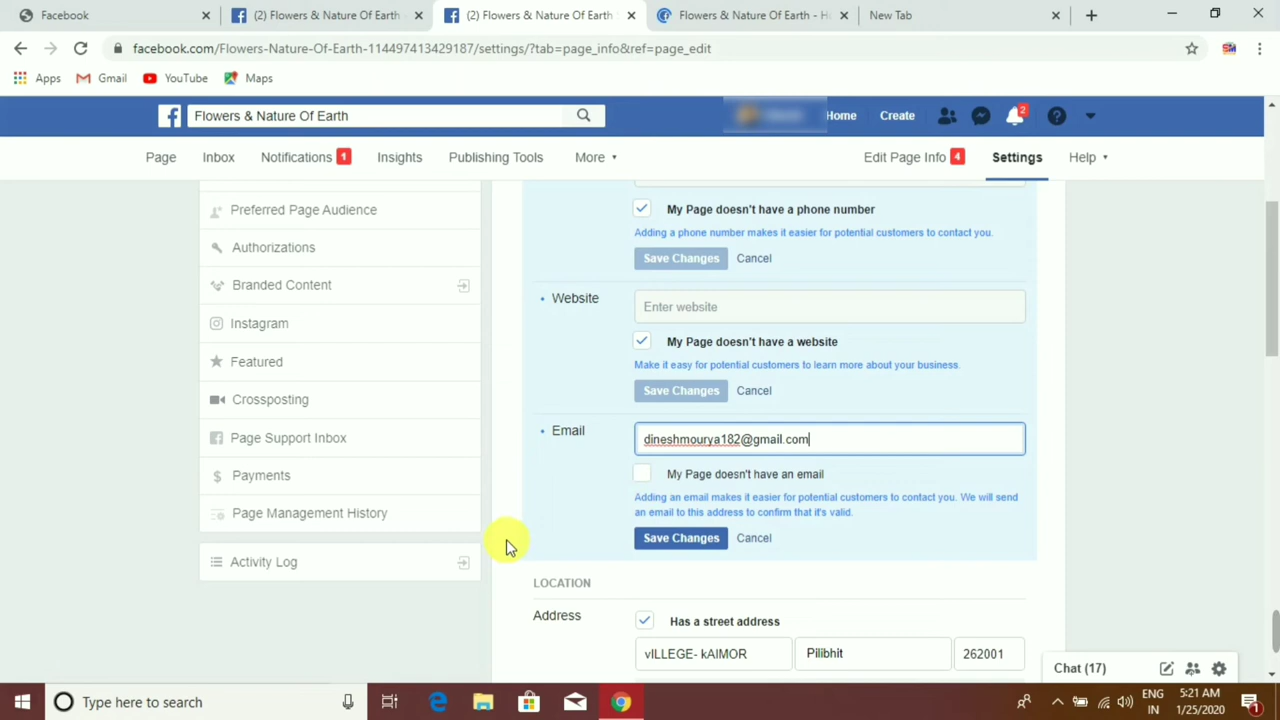 Facebook
(2) Flowers & Nature Of Earth
(2) Flowers & Nature Of Earth
Flowers & Nature Of Earth - H
New Tab
facebook.com/Flowers-Nature-Of-Earth-114497413429187/settings/?tab=page_info&ref=page_edit
Apps Gmail YouTube Maps
Flowers & Nature Of Earth
Home Create 2
Page Inbox Notifications 1 Insights Publishing Tools More Edit Page Info 4 Settings Help
Preferred Page Audience
Authorizations
Branded Content
Instagram
Featured
Crossposting
Page Support Inbox
Payments
Page Management History
Activity Log
My Page doesn't have a phone number
Adding a phone number makes it easier for potential customers to contact you.
Save Changes Cancel
Website Enter website
My Page doesn't have a website
Make it easy for potential customers to learn more about your business.
Save Changes Cancel
Email dineshmourya182@gmail.com
My Page doesn't have an email
Adding an email makes it easier for potential customers to contact you. We will send
an email to this address to confirm that it's valid.
Save Changes Cancel
LOCATION
Address Has a street address
vILLEGE- kAIMOR Pilibhit 262001
Chat (17)
Type here to search
ENG
IN
5:21 AM
1/25/2020
1